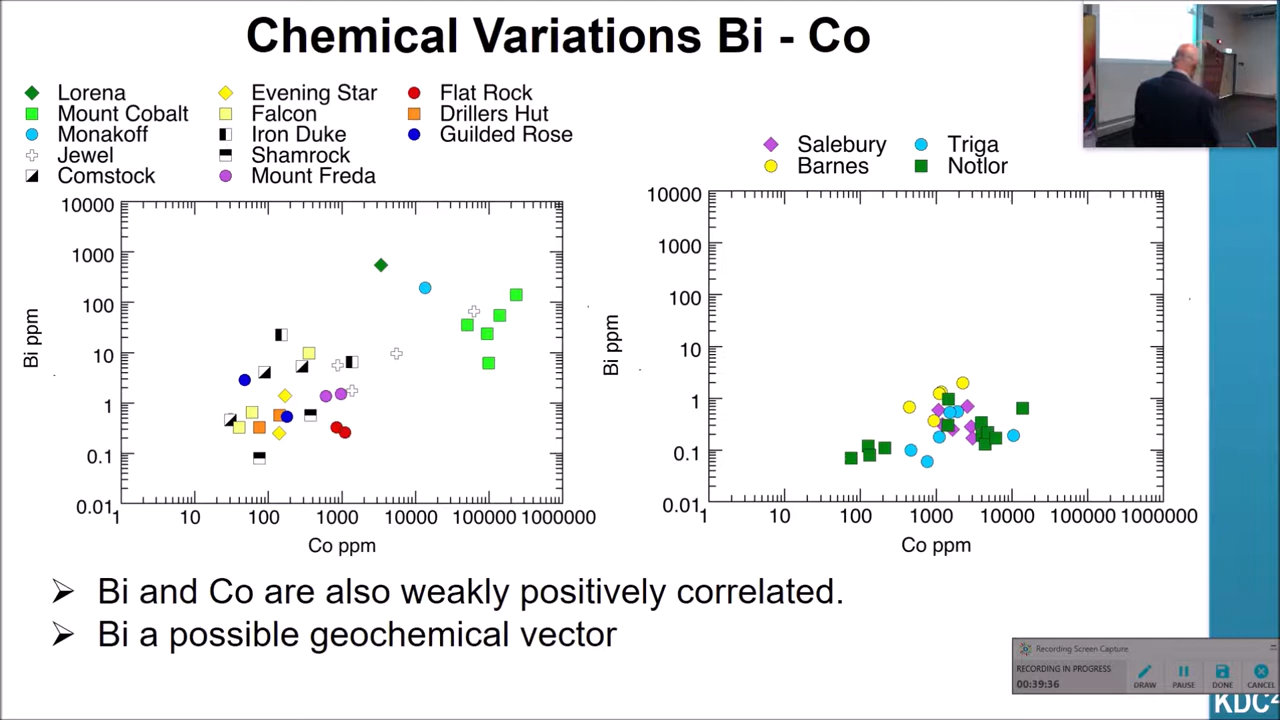 Chemical Variations Bi - Co
Lorena
Mount Cobalt
Monakoff
Jewel
Comstock
Evening Star
Falcon
Iron Duke
Shamrock
Mount Freda
Flat Rock
Drillers Hut
Guilded Rose
Salebury
Barnes
Triga
Notlor
10000
1000
100
10
1
0.1
0.01
Bi ppm
1 10 100 1000 10000 100000 1000000
Co ppm
10000
1000
100
10
1
0.1
0.01
Bi ppm
1 10 100 1000 10000 100000 1000000
Co ppm
Bi and Co are also weakly positively correlated.
Bi a possible geochemical vector
Recording Screen Capture
RECORDING IN PROGRESS
00:39:36
DRAW PAUSE DONE CANCEL
KDC²